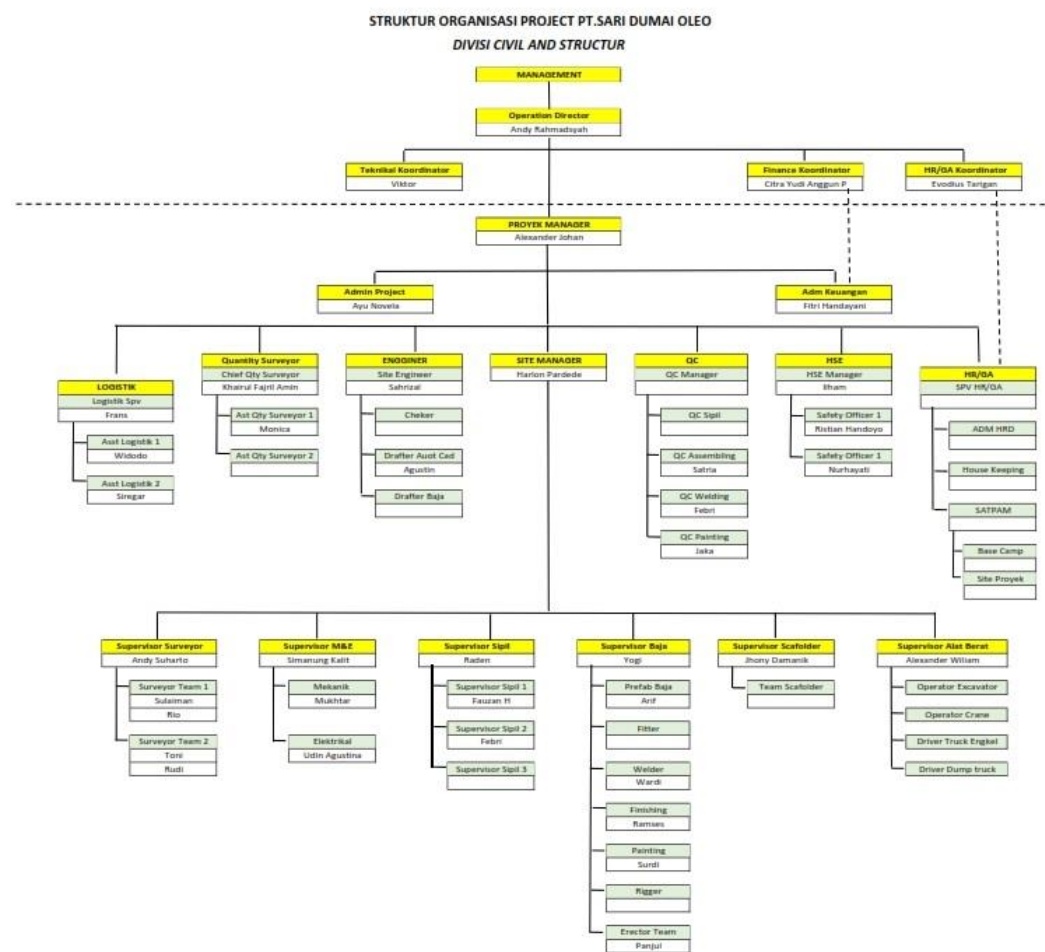 STRUKTUR ORGANISASI PROJECT PT.SARI DUMAI OLEO
DIVISI CIVIL AND STRUCTUR
MANAGEMENT
Operation Director
Andy Rahmadsyah
Teknikal Koordinator
Viktor
Finance Koordinator
Citra Yudi Anggun P
HR/GA Koordinator
Evodius Tarigan
PROYEK MANAGER
Alexander Johan
Admin Project
Ayu Novela
Adm Keuangan
Fitri Handayani
LOGISTIK
Logistik Spv
Frans
Asst Logistik 1
Widodo
Asst Logistik 2
Siregar
Quantity Surveyor
Chief Qty Surveyor
Khairul Fajril Amin
Ast Qty Surveyor 1
Monica
Ast Qty Surveyor 2
ENGGINER
Site Engineer
Sahrizal
Cheker
Drafter Auot Cad
Agustin
Drafter Baja
SITE MANAGER
Harlon Pardede
QC
QC Manager
QC Sipil
QC Assembling
Satria
QC Welding
Febri
QC Painting
Jaka
HSE
HSE Manager
Ilham
Safety Officer 1
Ristian Handoyo
Safety Officer 1
Nurhayati
HR/GA
SPV HR/GA
ADM HRD
House Keeping
SATPAM
Base Camp
Site Proyek
Supervisor Surveyor
Andy Suharto
Surveyor Team 1
Sulaiman
Rio
Surveyor Team 2
Toni
Rudi
Supervisor M&E
Simanung Kalit
Mekanik
Mukhtar
Elektrikal
Udin Agustina
Supervisor Sipil
Raden
Supervisor Sipil 1
Fauzan H
Supervisor Sipil 2
Febri
Supervisor Sipil 3
Supervisor Baja
Yogi
Prefab Baja
Arif
Fitter
Welder
Wardi
Finishing
Ramses
Painting
Surdi
Rigger
Erector Team
Panjul
Supervisor Scafolder
Jhony Damanik
Team Scafolder
Supervisor Alat Berat
Alexander Wiliam
Operator Excavator
Operator Crane
Driver Truck Engkel
Driver Dump truck